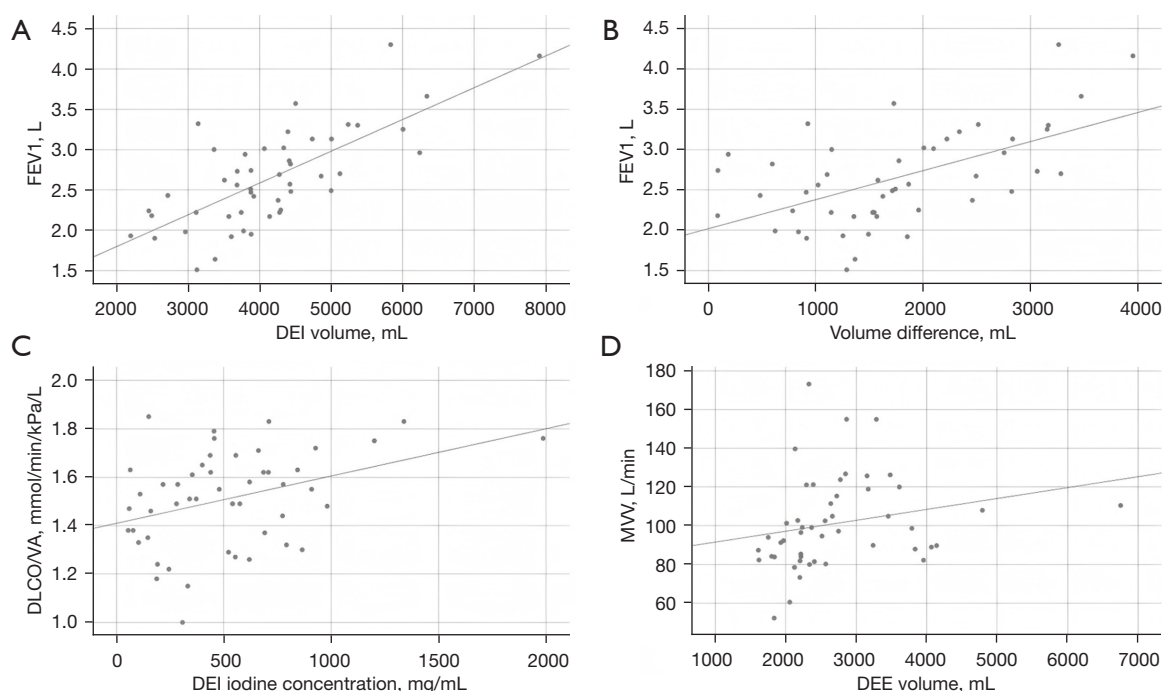 A
4.5
4.0
3.5
3.0
2.5
2.0
1.5
FEV1, L
2000 3000 4000 5000 6000 7000 8000
DEI volume, mL
B
4.5
4.0
3.5
3.0
2.5
2.0
1.5
FEV1, L
0 1000 2000 3000 4000
Volume difference, mL
C
2.0
1.8
1.6
1.4
1.2
1.0
DLCO/VA, mmol/min/kPa/L
0 500 1000 1500 2000
DEI iodine concentration, mg/mL
D
180
160
140
120
100
80
60
MVV, L/min
1000 2000 3000 4000 5000 6000 7000
DEE volume, mL